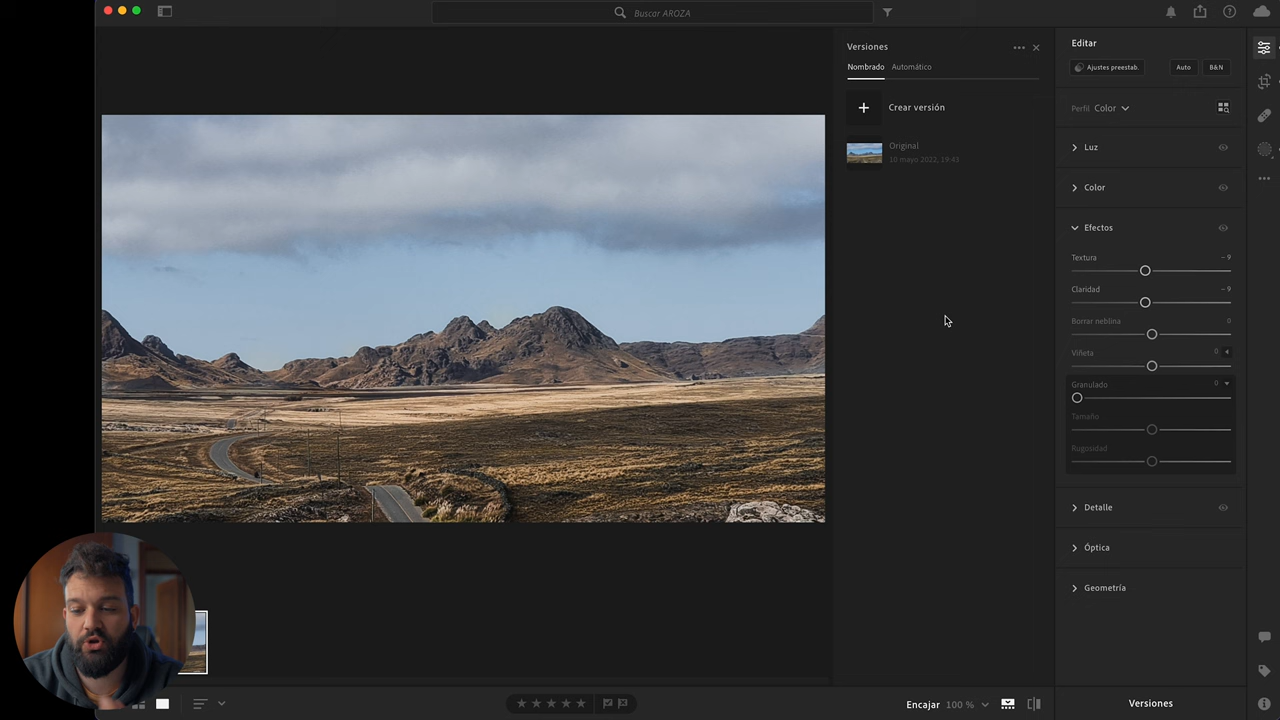 Buscar AROZA
Versiones
Nombrado Automático
Crear versión
Original
10 mayo 2022, 19:43
Editar
Ajustes preestab. Auto B&N
Perfil Color
Luz
Color
Efectos
Textura -9
Claridad -9
Borrar neblina 0
Viñeta 0
Granulado 0
Tamaño
Rugosidad
Detalle
Óptica
Geometría
Encajar 100 %
Versiones